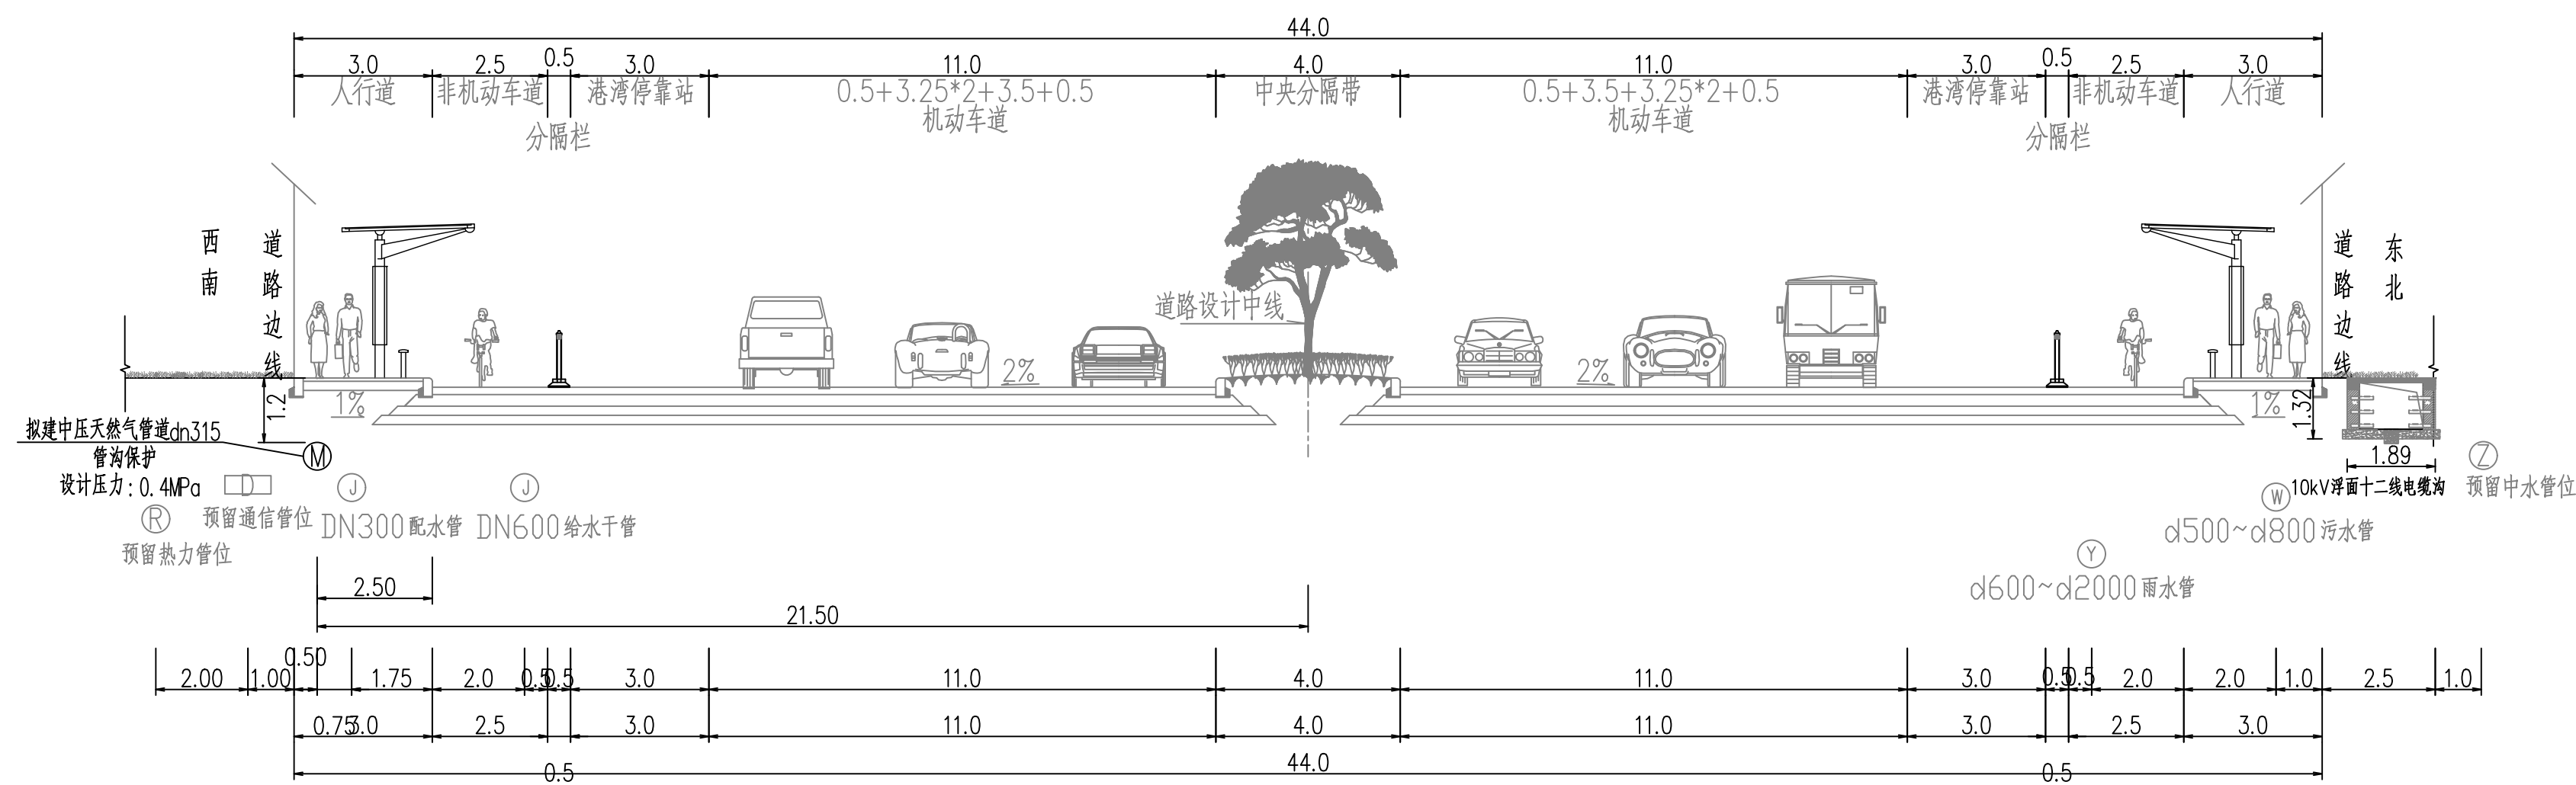 44.0
3.0 2.5 0.5 3.0 11.0 4.0 11.0 3.0 0.5 2.5 3.0
人行道 非机动车道 港湾停靠站 0.5+3.25*2+3.5+0.5 中央分隔带 0.5+3.5+3.25*2+0.5 港湾停靠站 非机动车道 人行道
机动车道 机动车道
分隔栏 分隔栏
西南
道路边线
道路边线
东北
道路设计中线
2% 2%
1% 1%
1.2
1.32
拟建中压天然气管道dn315
管沟保护
设计压力:0.4MPa
M
D
预留通信管位
R
预留热力管位
J
DN300配水管
J
DN600给水干管
1.89
10kV浮面十二线电缆沟
Z
预留中水管位
W
d500~d800污水管
Y
d600~d2000雨水管
2.50
21.50
0.50
2.00 1.00 1.75 2.0 0.5 0.5 3.0 11.0 4.0 11.0 3.0 0.5 0.5 2.0 2.0 1.0 2.5 1.0
0.75 3.0 2.5 3.0 11.0 4.0 11.0 3.0 2.5 3.0
0.5 44.0 0.5